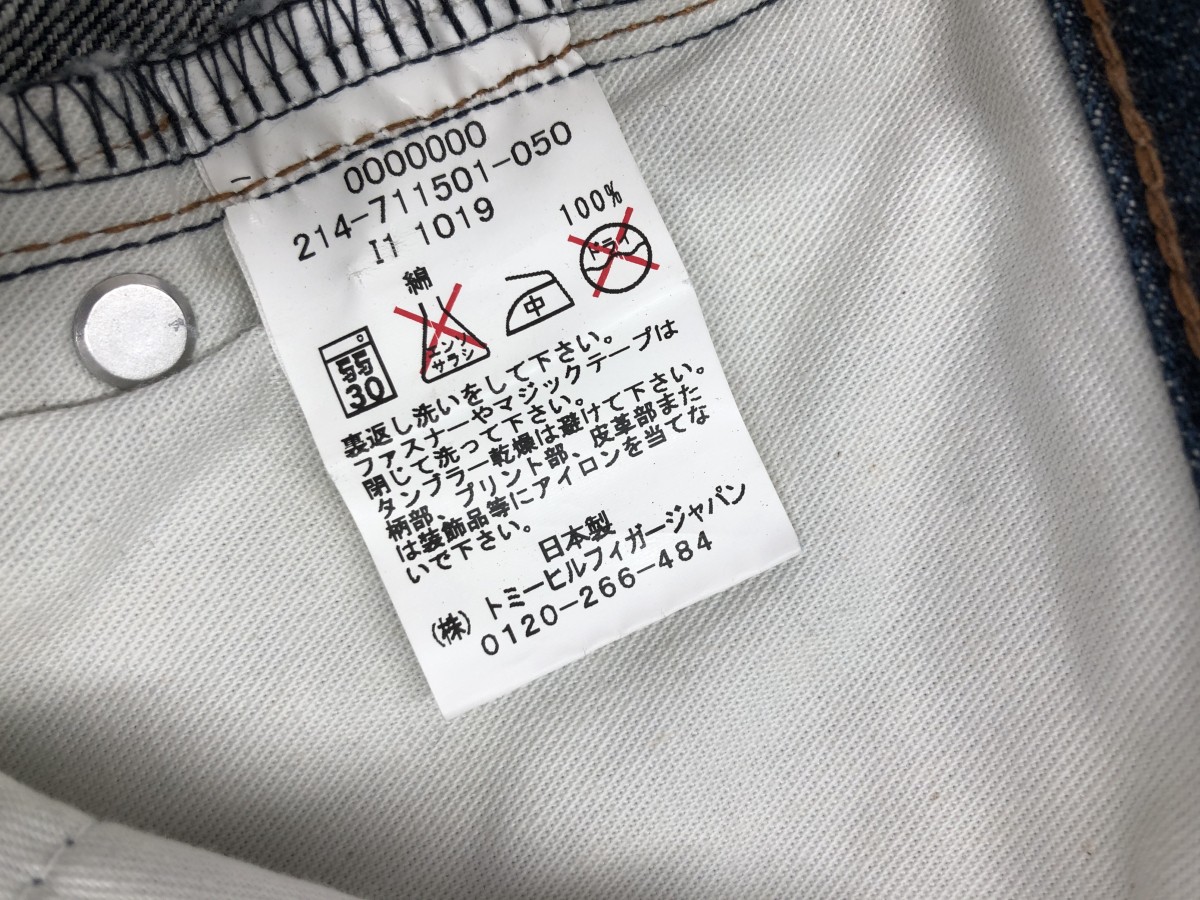 0000000
214-711501-050
I1 1019
綿 100%
弱
30
エンソ
サラシ
中
ドライ
裏返し洗いをして下さい。
ファスナーやマジックテープは
閉じて洗って下さい。
タンブラー乾燥は避けて下さい。
柄部、プリント部、皮革部また
は装飾品等にアイロンを当てな
いで下さい。
日本製
(株) トミーヒルフィガージャパン
0120-266-484